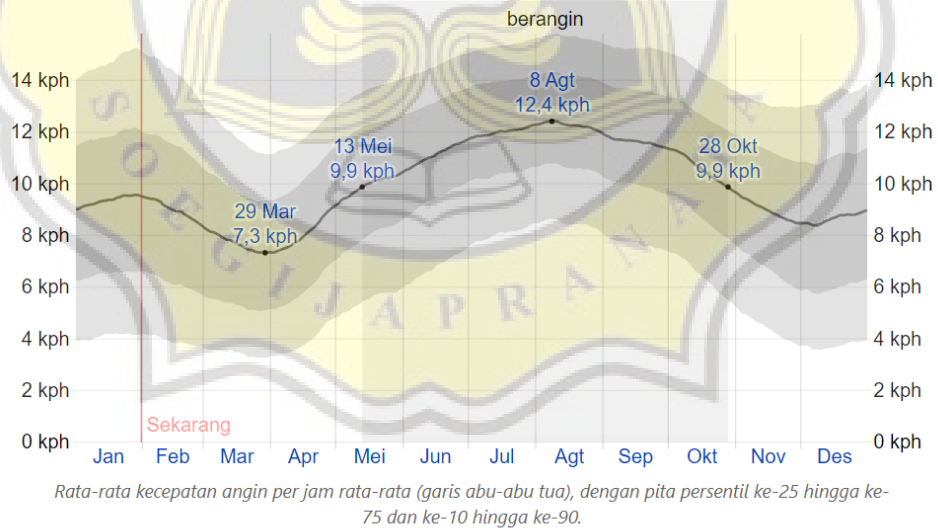 berangin
14 kph
14 kph
8 Agt
12,4 kph
12 kph
12 kph
13 Mei
9,9 kph
28 Okt
9,9 kph
10 kph
10 kph
29 Mar
7,3 kph
8 kph
8 kph
6 kph
6 kph
SOEGIJAPRANATA
4 kph
4 kph
2 kph
2 kph
Sekarang
0 kph
0 kph
Jan Feb Mar Apr Mei Jun Jul Agt Sep Okt Nov Des
Rata-rata kecepatan angin per jam rata-rata (garis abu-abu tua), dengan pita persentil ke-25 hingga ke-
75 dan ke-10 hingga ke-90.